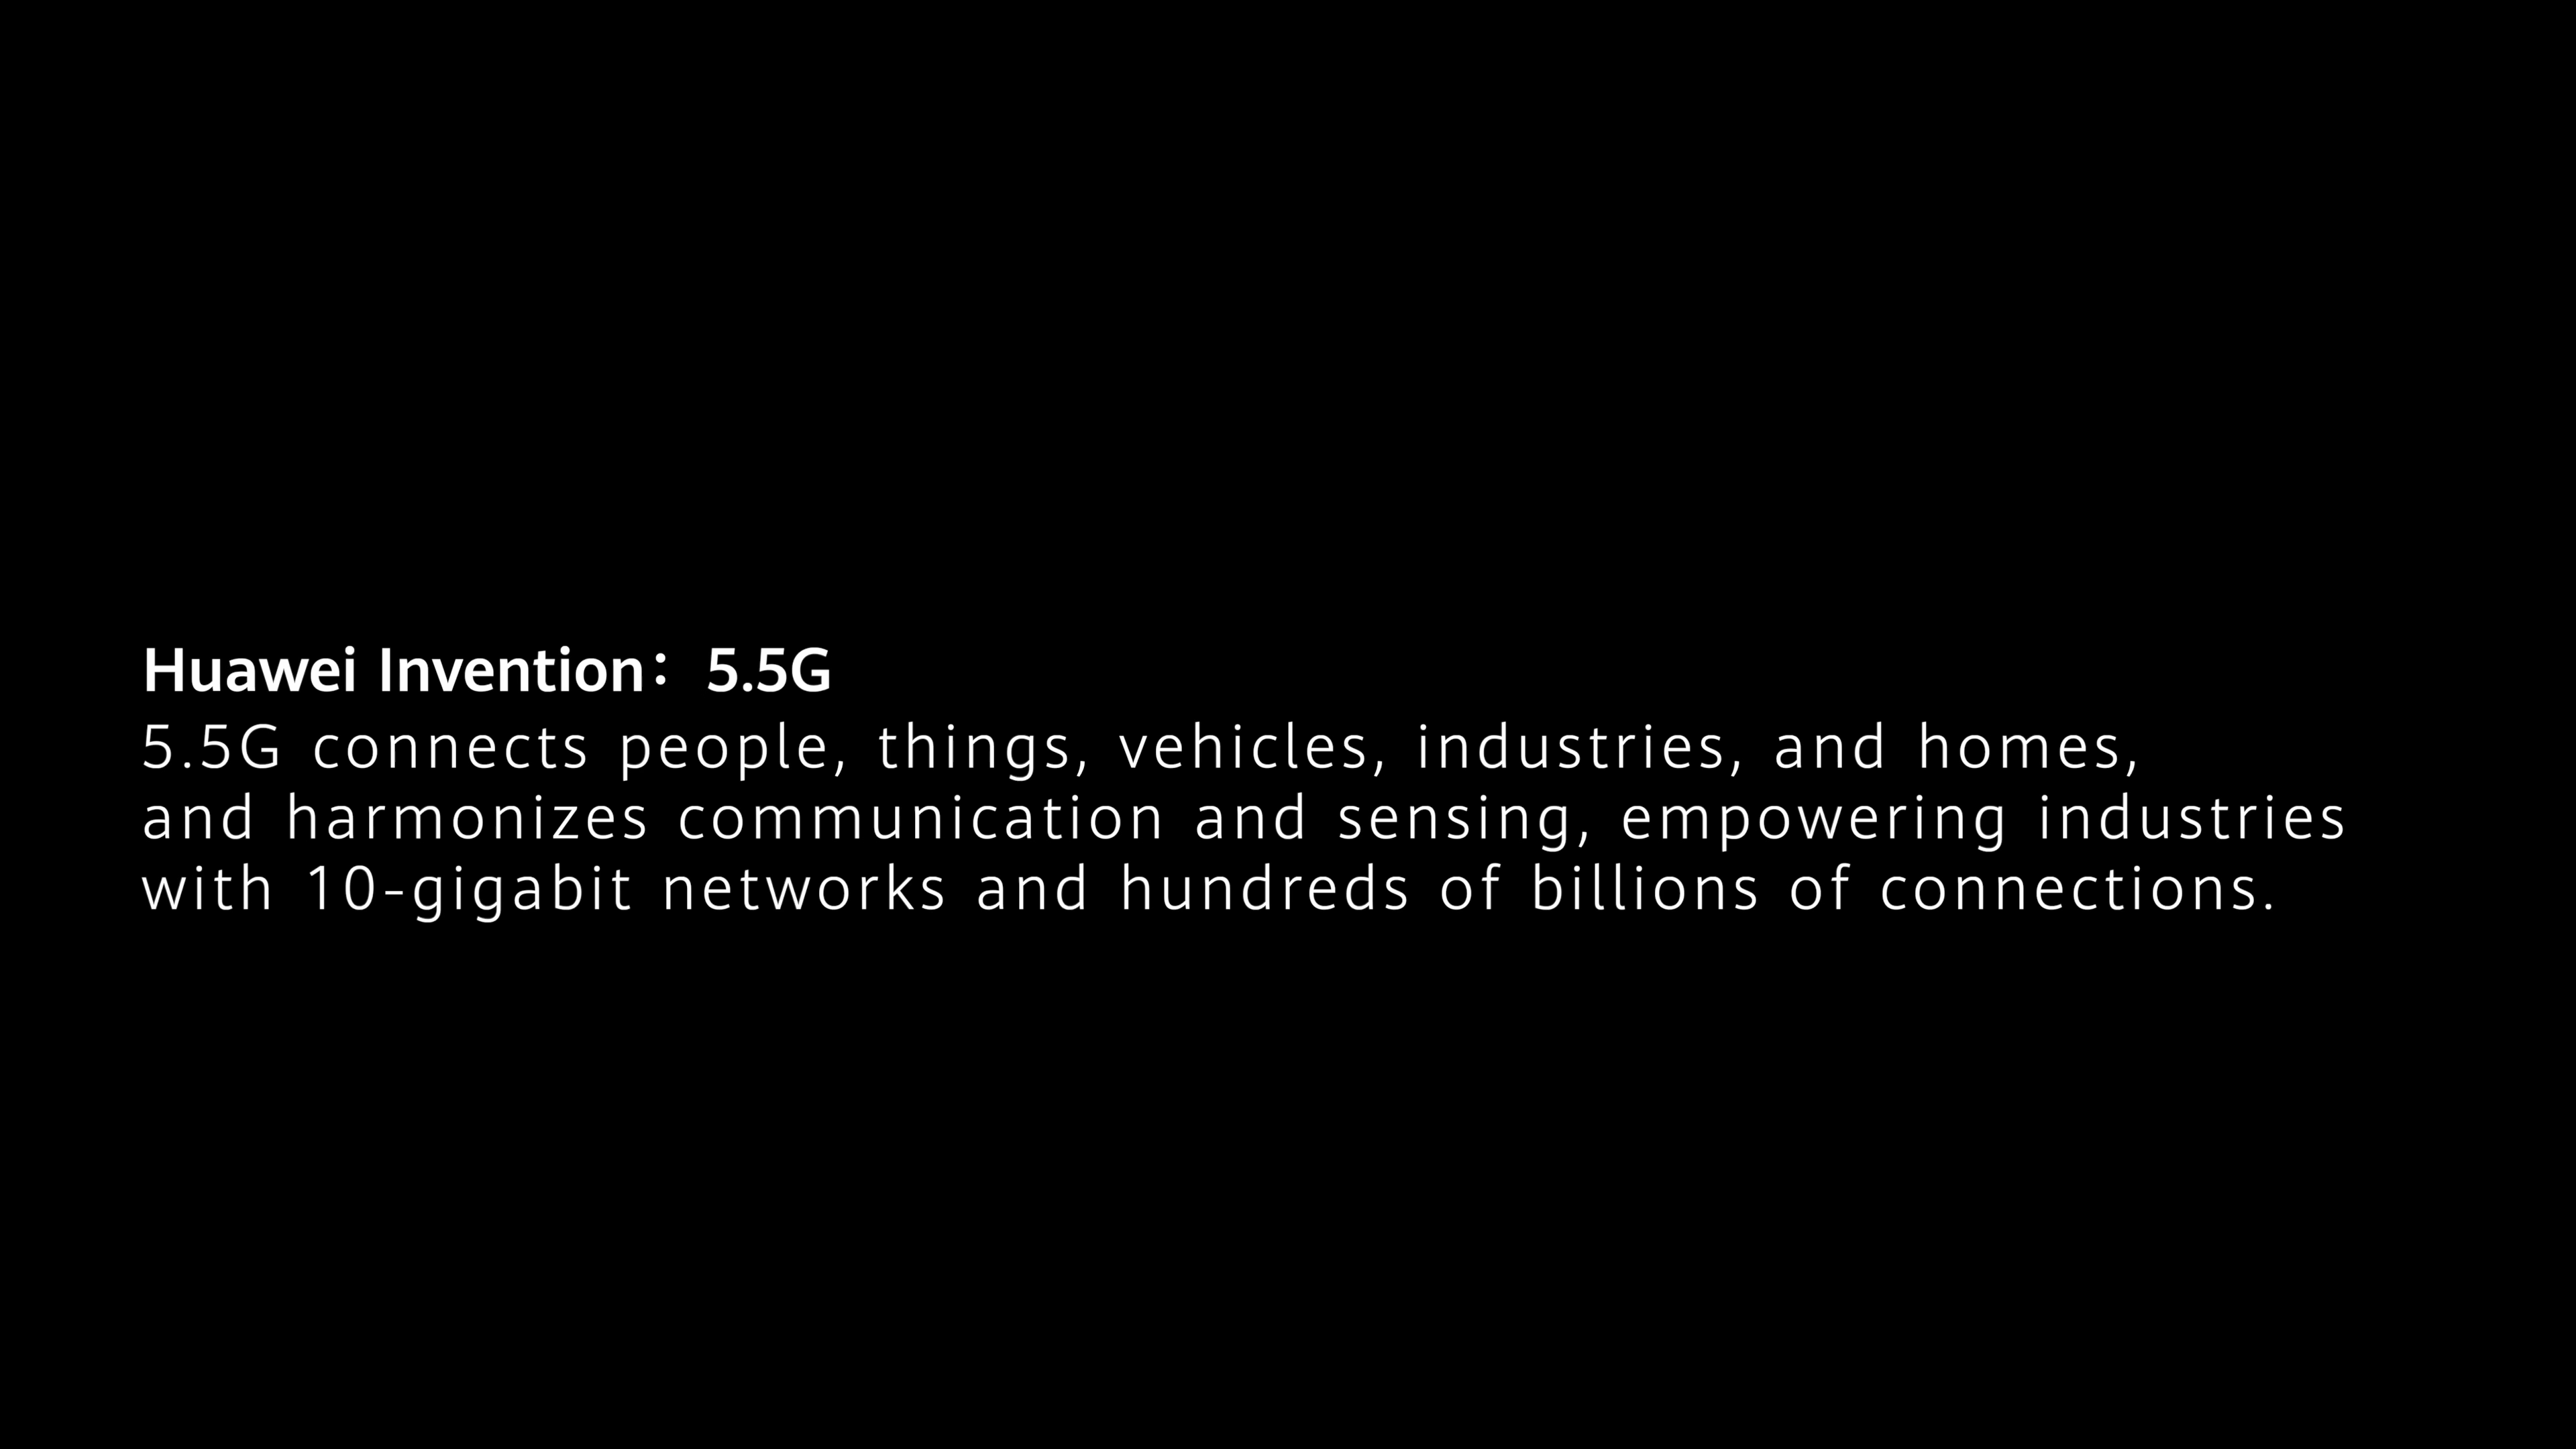 Huawei Invention：5.5G
5.5G connects people, things, vehicles, industries, and homes,
and harmonizes communication and sensing, empowering industries
with 10-gigabit networks and hundreds of billions of connections.